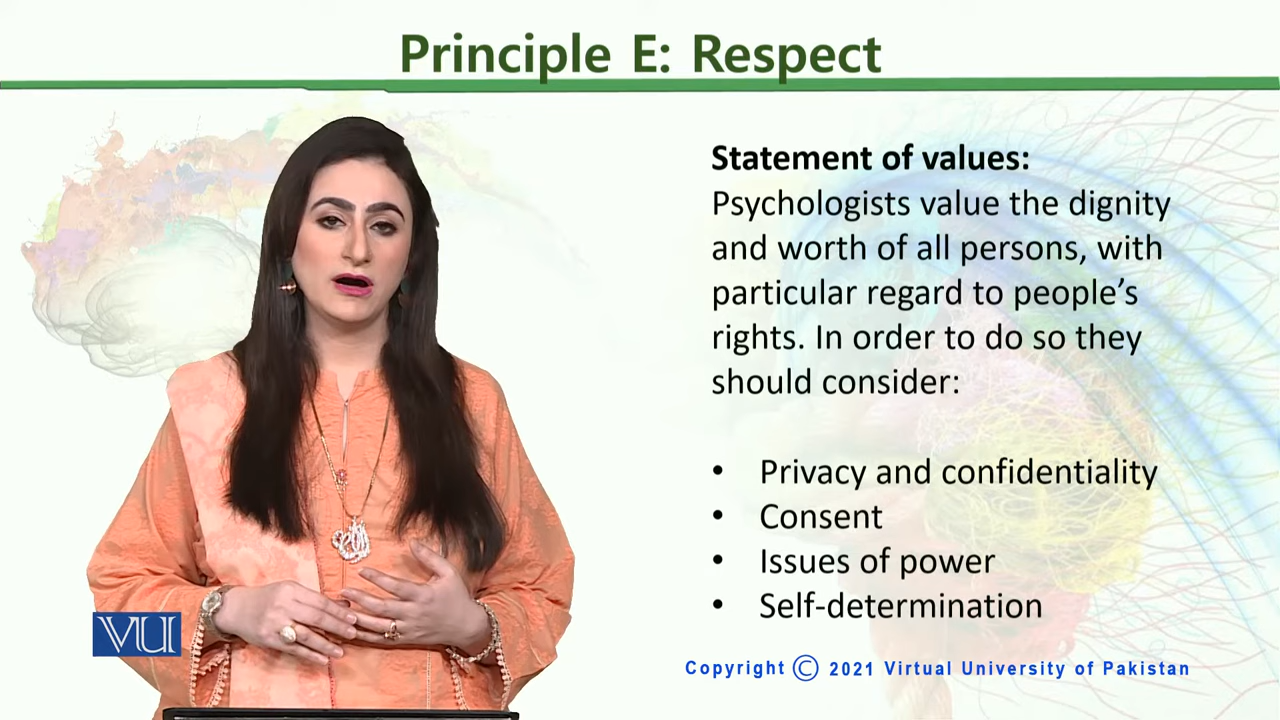 Principle E: Respect
Statement of values:
Psychologists value the dignity
and worth of all persons, with
particular regard to people’s
rights. In order to do so they
should consider:
• Privacy and confidentiality
• Consent
• Issues of power
• Self-determination
VU
Copyright © 2021 Virtual University of Pakistan